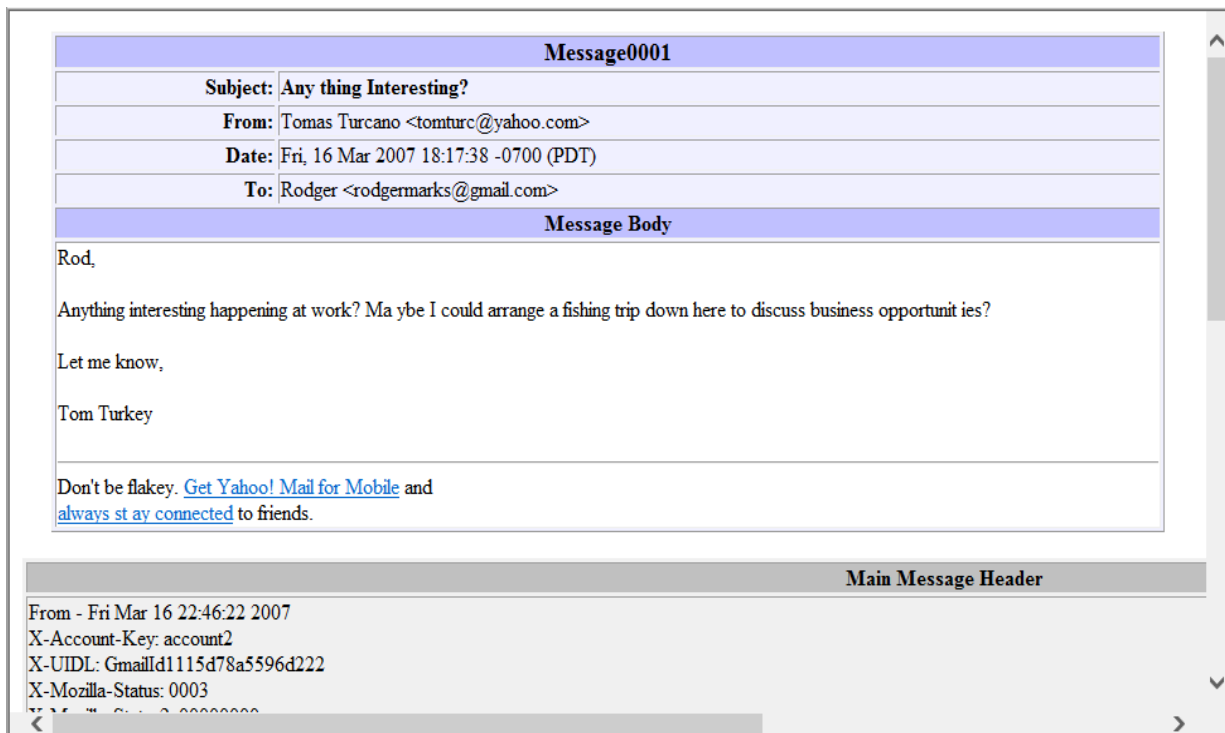 Message0001
Subject: Any thing Interesting?
From: Tomas Turcano <tomturc@yahoo.com>
Date: Fri, 16 Mar 2007 18:17:38 -0700 (PDT)
To: Rodger <rodgermarks@gmail.com>
Message Body
Rod,
Anything interesting happening at work? Ma ybe I could arrange a fishing trip down here to discuss business opportunit ies?
Let me know,
Tom Turkey
Don't be flakey. Get Yahoo! Mail for Mobile and
always st ay connected to friends.
Main Message Header
From - Fri Mar 16 22:46:22 2007
X-Account-Key: account2
X-UIDL: GmailId1115d78a5596d222
X-Mozilla-Status: 0003